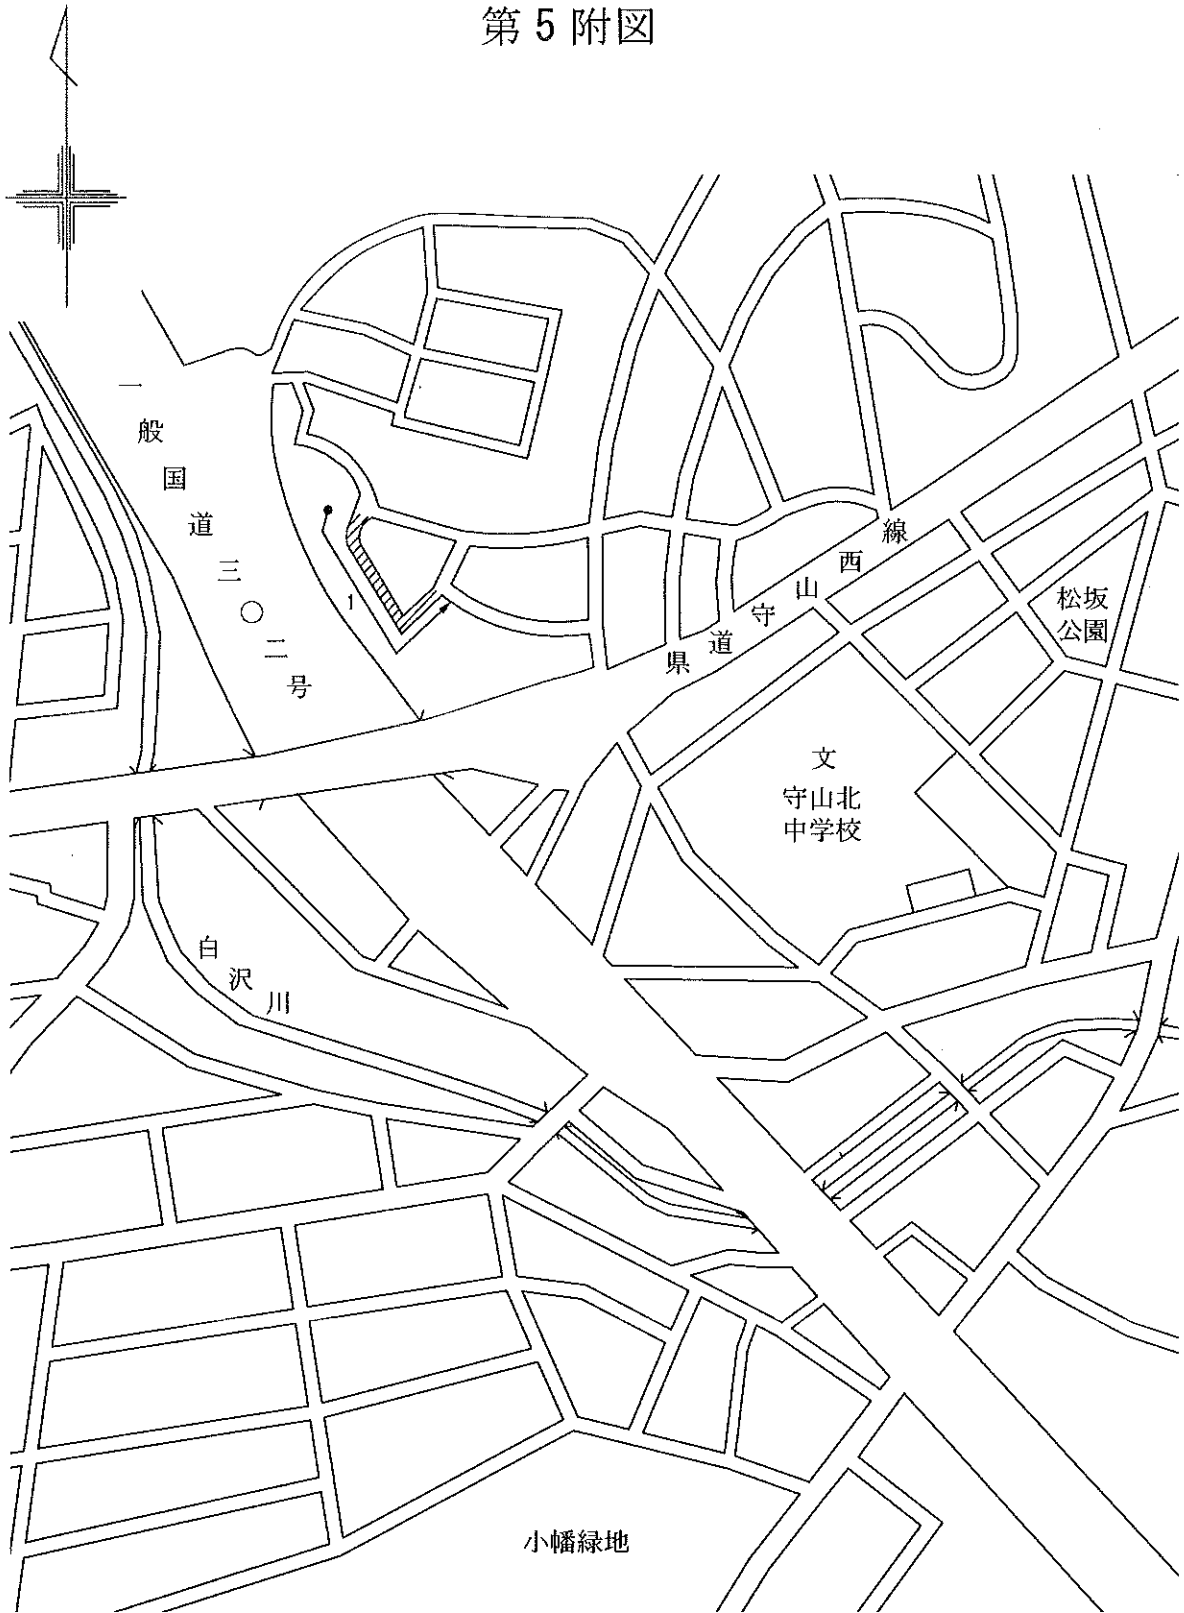 第5附図
一般国道三〇二号
1
県道守山西線
松坂
公園
文
守山北
中学校
白沢川
小幡緑地